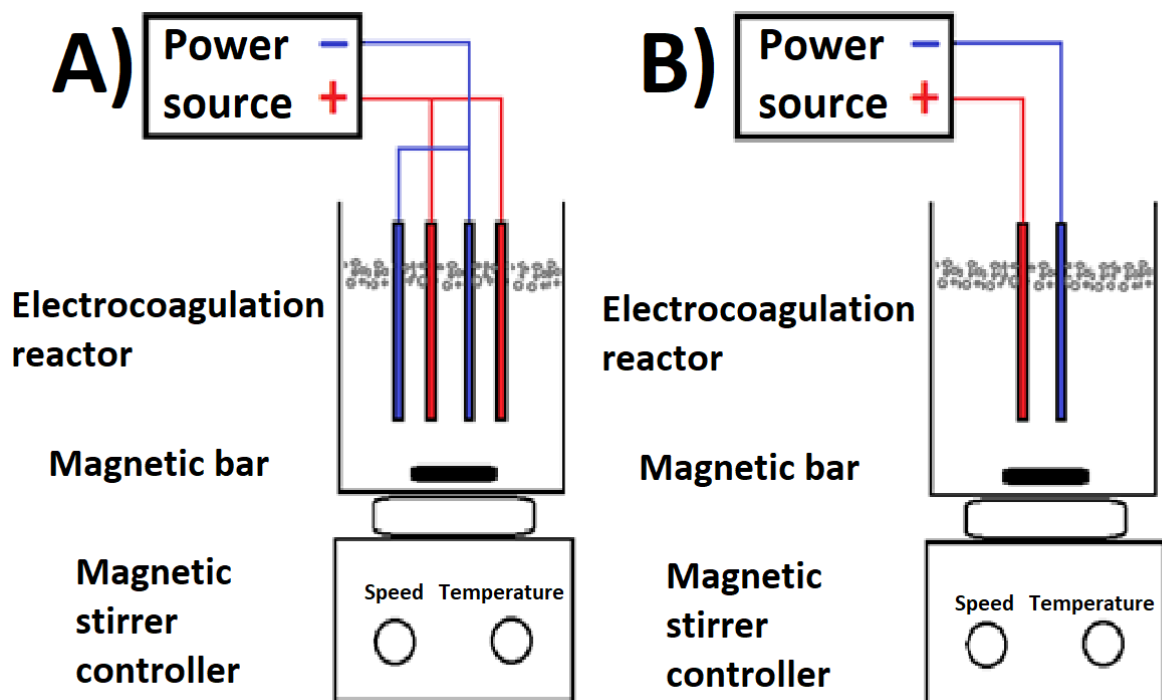 A)
Power
source
−
+
Electrocoagulation
reactor
Magnetic bar
Magnetic
stirrer
controller
Speed Temperature
B)
Power
source
−
+
Electrocoagulation
reactor
Magnetic bar
Magnetic
stirrer
controller
Speed Temperature